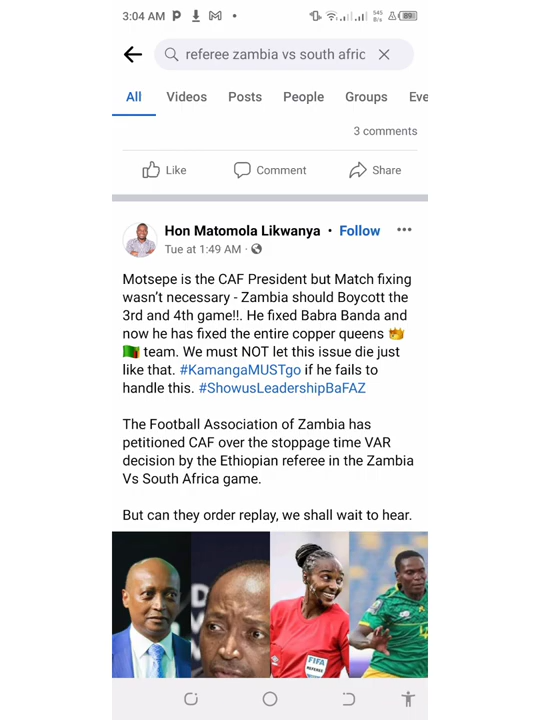 3:04 AM
545 B/s
89
referee zambia vs south afric
All Videos Posts People Groups Eve
3 comments
Like Comment Share
Hon Matomola Likwanya • Follow
Tue at 1:49 AM ·
Motsepe is the CAF President but Match fixing
wasn't necessary - Zambia should Boycott the
3rd and 4th game!!. He fixed Babra Banda and
now he has fixed the entire copper queens 👑
🇿🇲 team. We must NOT let this issue die just
like that. #KamangaMUSTgo if he fails to
handle this. #ShowusLeadershipBaFAZ
The Football Association of Zambia has
petitioned CAF over the stoppage time VAR
decision by the Ethiopian referee in the Zambia
Vs South Africa game.
But can they order replay, we shall wait to hear.
FIFA
REFEREE